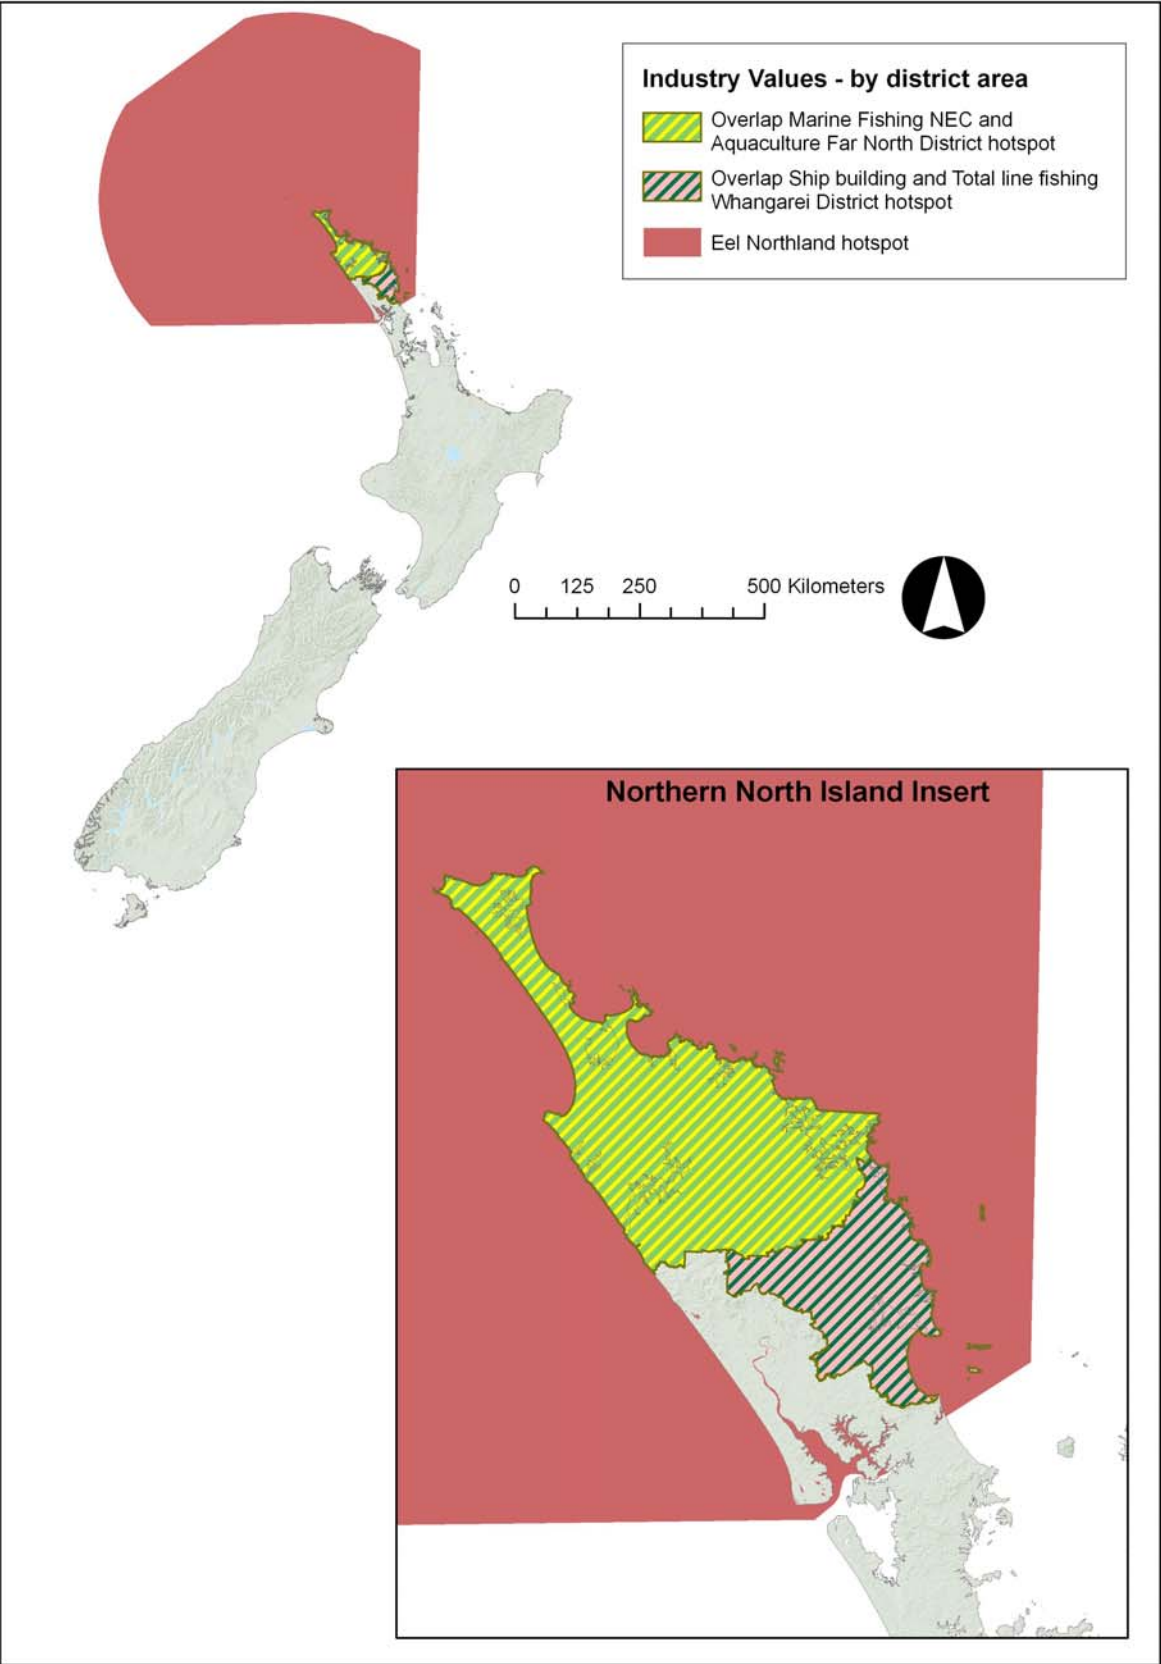 Industry Values - by district area
Overlap Marine Fishing NEC and
Aquaculture Far North District hotspot
Overlap Ship building and Total line fishing
Whangarei District hotspot
Eel Northland hotspot
0 125 250 500 Kilometers
Northern North Island Insert